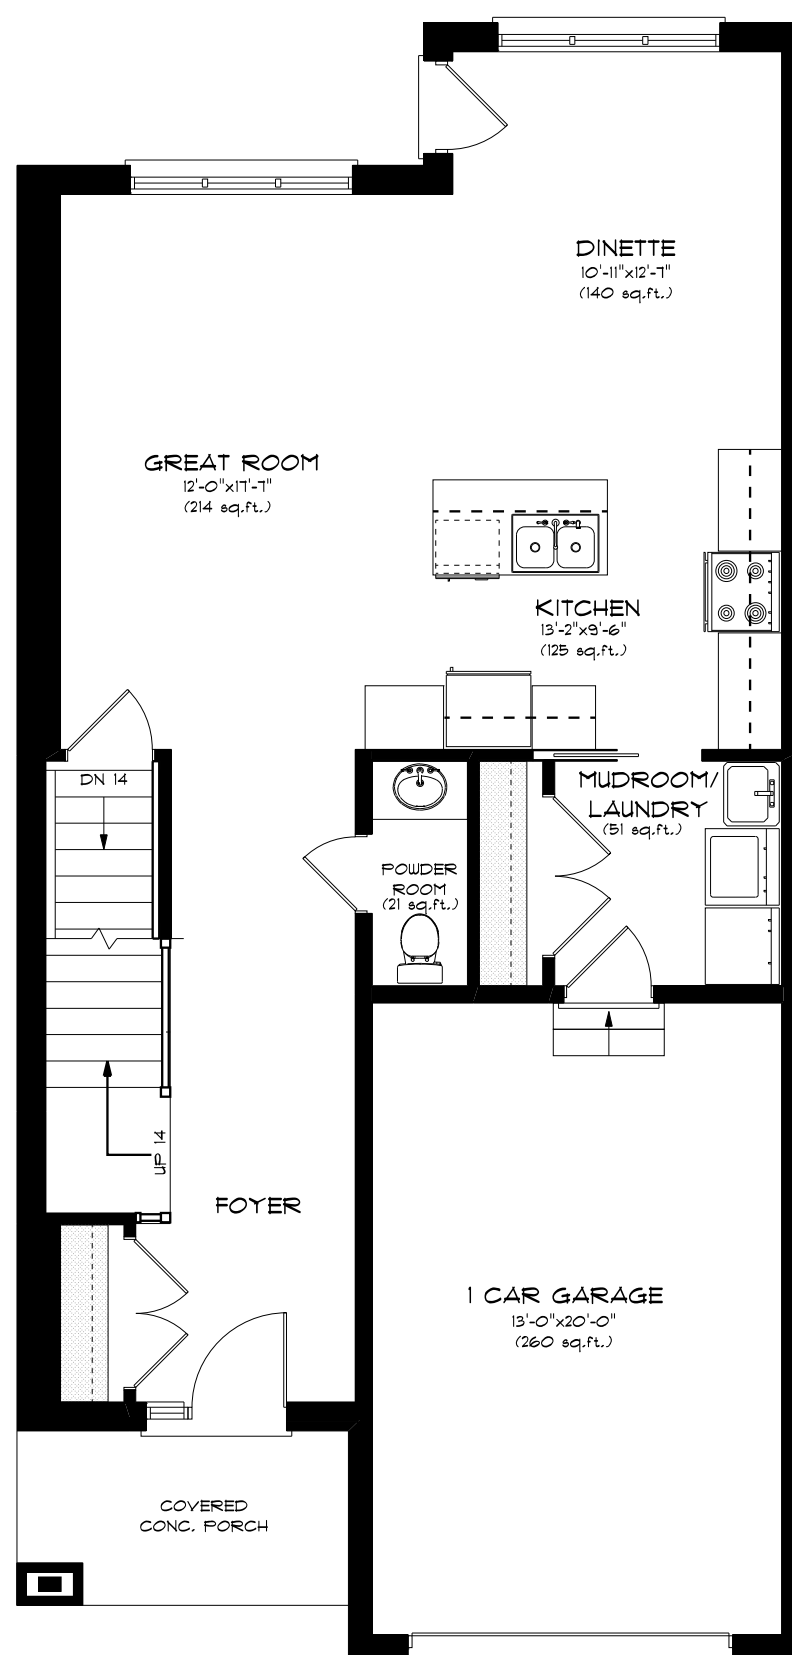 DINETTE
10'-11"x12'-7"
(140 sq.ft.)
GREAT ROOM
12'-0"x17'-7"
(214 sq.ft.)
KITCHEN
13'-2"x9'-6"
(125 sq.ft.)
DN 14
MUDROOM/
LAUNDRY
(51 sq.ft.)
POWDER
ROOM
(21 sq.ft.)
UP 14
FOYER
1 CAR GARAGE
13'-0"x20'-0"
(260 sq.ft.)
COVERED
CONC. PORCH